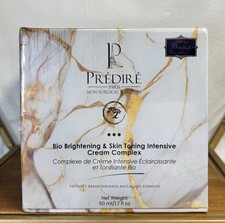 PRÉDIRÉ
PARIS
NON-SURGICAL
Bio Brightening & Skin Toning Intensive
Cream Complex
Complexe de Crème Intensive Éclaircissante
et Tonifiante Bio
Net Weight:
50 ml/1.7 fl oz